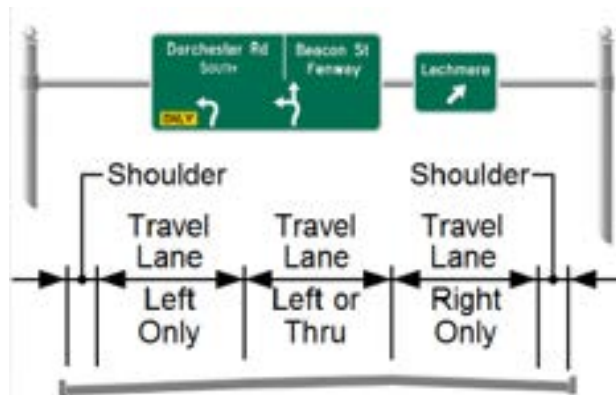 Dorchester Rd
SOUTH
ONLY
Beacon St
Fenway
Lechmere
Shoulder
Shoulder
Travel
Lane
Left
Only
Travel
Lane
Left or
Thru
Travel
Lane
Right
Only